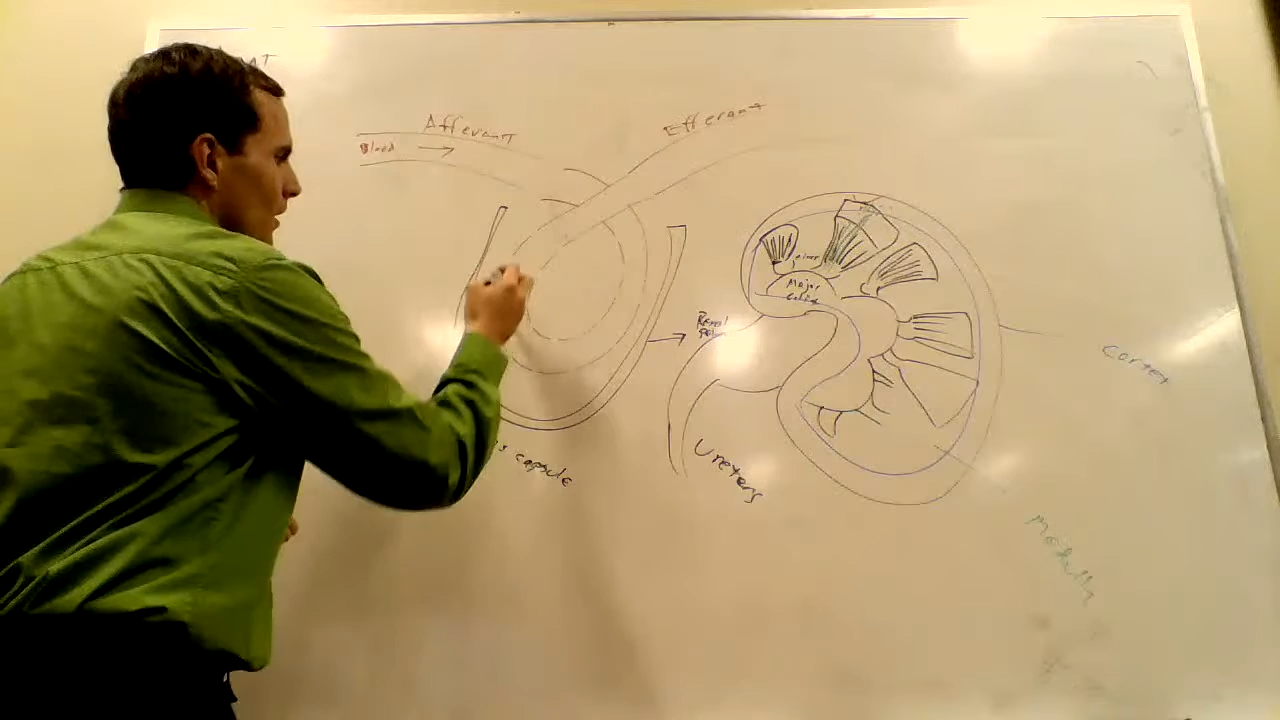 Afferent
Efferent
Blood
Major
Calyx
Renal
cortex
's capsule
Ureters
Medulla